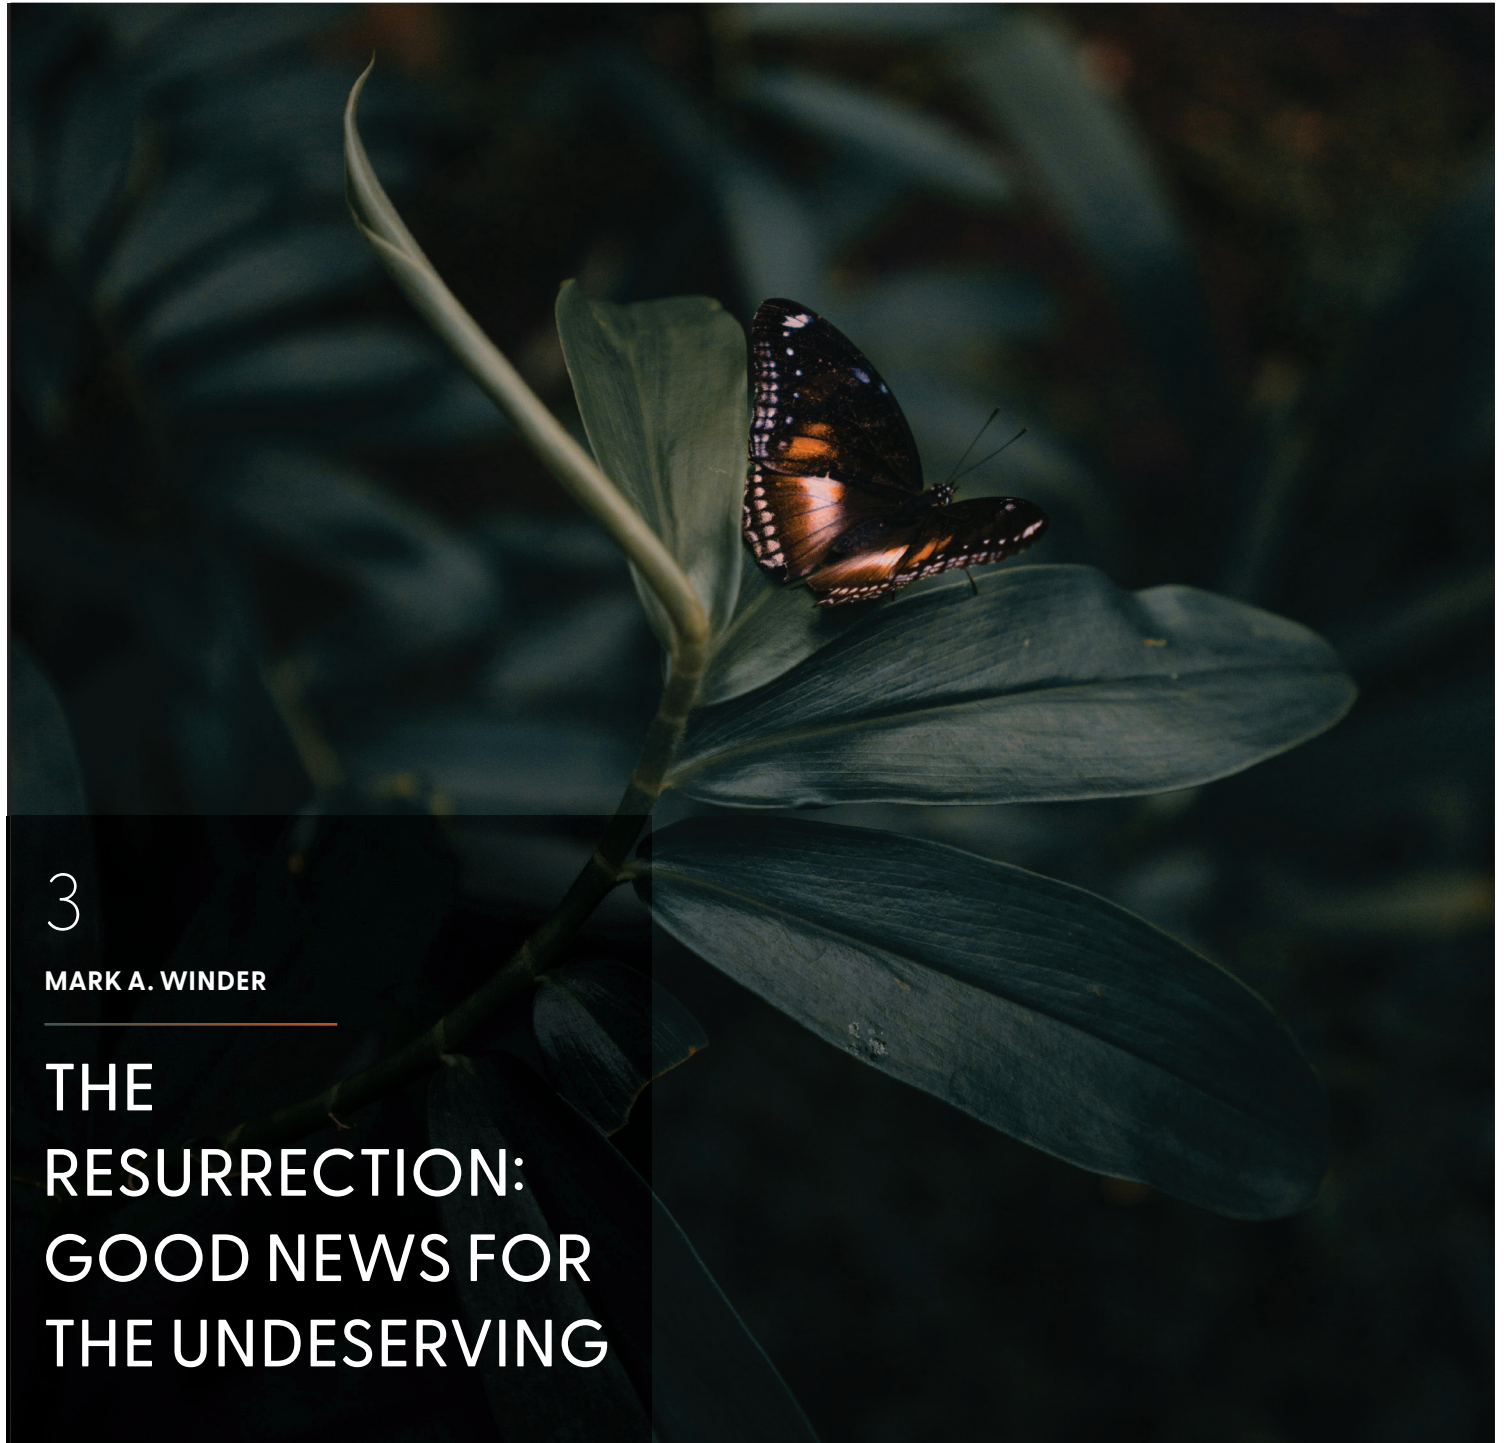 3
MARK A. WINDER
THE
RESURRECTION:
GOOD NEWS FOR
THE UNDESERVING